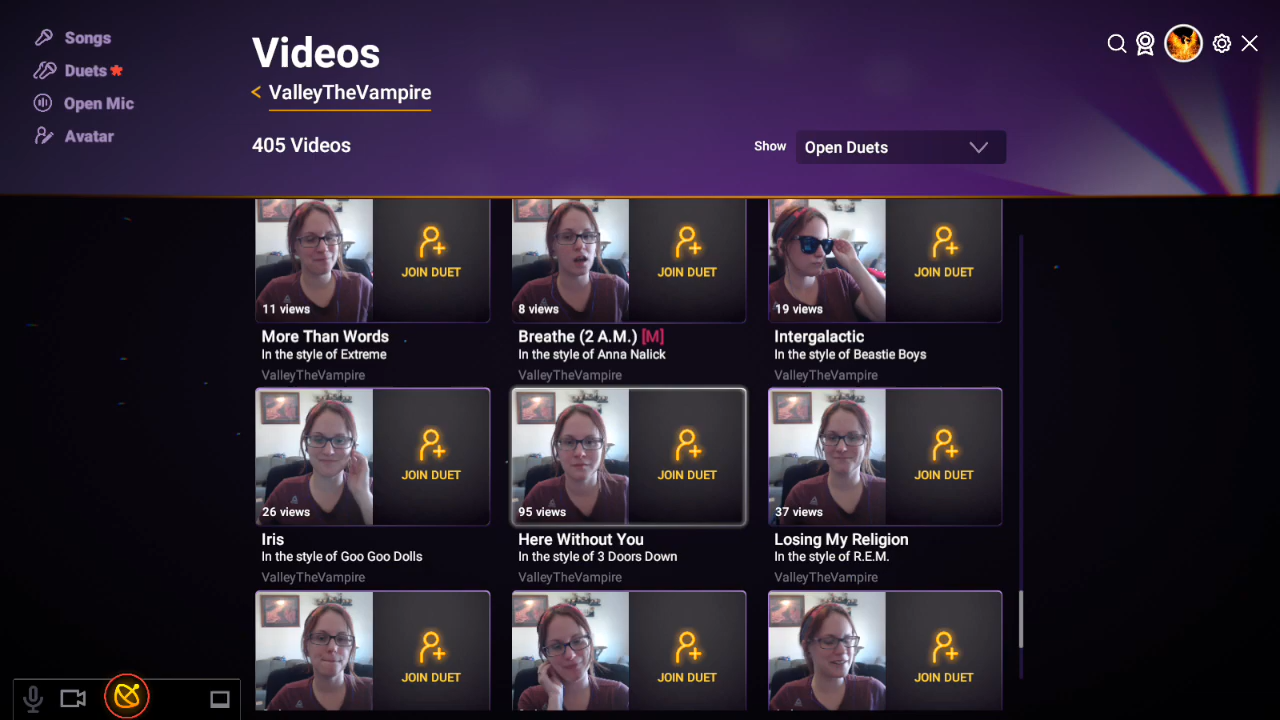 Songs
Duets *
Open Mic
Avatar
Videos
< ValleyTheVampire
405 Videos
Show
Open Duets
JOIN DUET
JOIN DUET
JOIN DUET
11 views
8 views
19 views
More Than Words
Breathe (2 A.M.) [M]
Intergalactic
In the style of Extreme
In the style of Anna Nalick
In the style of Beastie Boys
ValleyTheVampire
ValleyTheVampire
ValleyTheVampire
JOIN DUET
JOIN DUET
JOIN DUET
26 views
95 views
37 views
Iris
Here Without You
Losing My Religion
In the style of Goo Goo Dolls
In the style of 3 Doors Down
In the style of R.E.M.
ValleyTheVampire
ValleyTheVampire
ValleyTheVampire
JOIN DUET
JOIN DUET
JOIN DUET